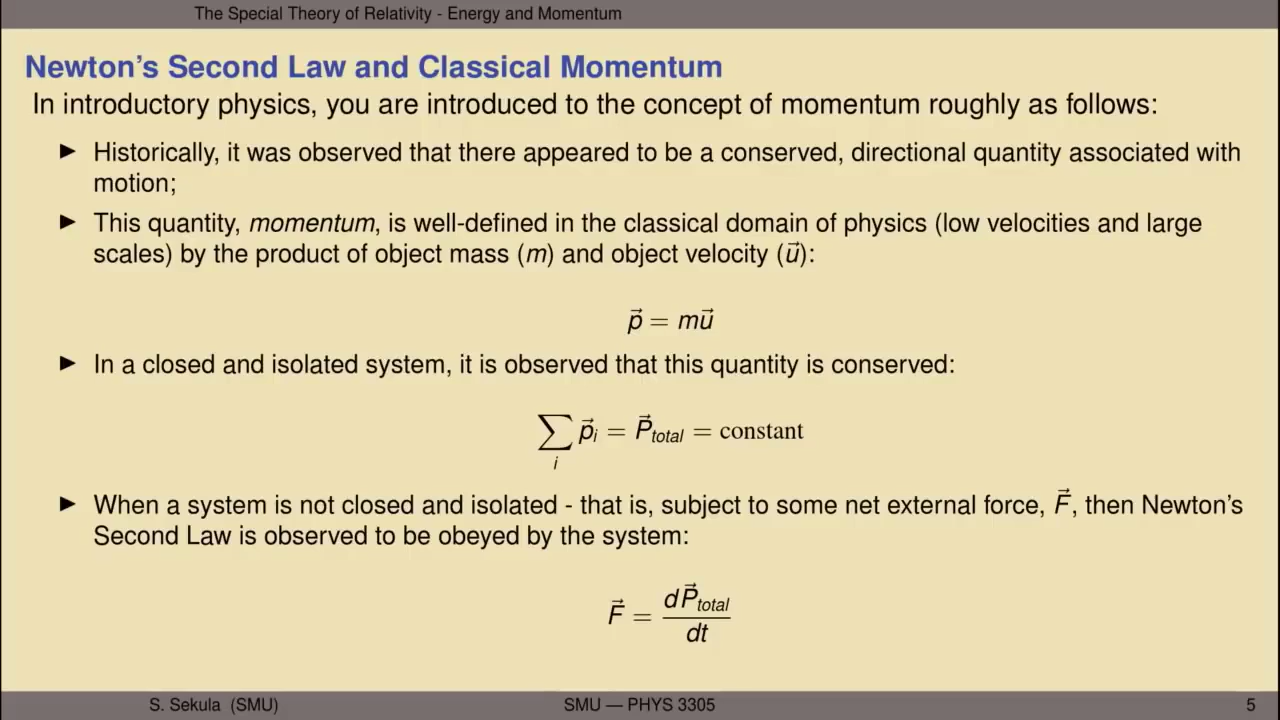 The Special Theory of Relativity - Energy and Momentum
Newton's Second Law and Classical Momentum
In introductory physics, you are introduced to the concept of momentum roughly as follows:
▶ Historically, it was observed that there appeared to be a conserved, directional quantity associated with
motion;
▶ This quantity, momentum, is well-defined in the classical domain of physics (low velocities and large
scales) by the product of object mass (m) and object velocity (u⃗):
p⃗ = mu⃗
▶ In a closed and isolated system, it is observed that this quantity is conserved:
∑_i p⃗_i = P⃗_total = constant
▶ When a system is not closed and isolated - that is, subject to some net external force, F⃗, then Newton's
Second Law is observed to be obeyed by the system:
F⃗ = dP⃗_total / dt
S. Sekula (SMU) SMU — PHYS 3305 5